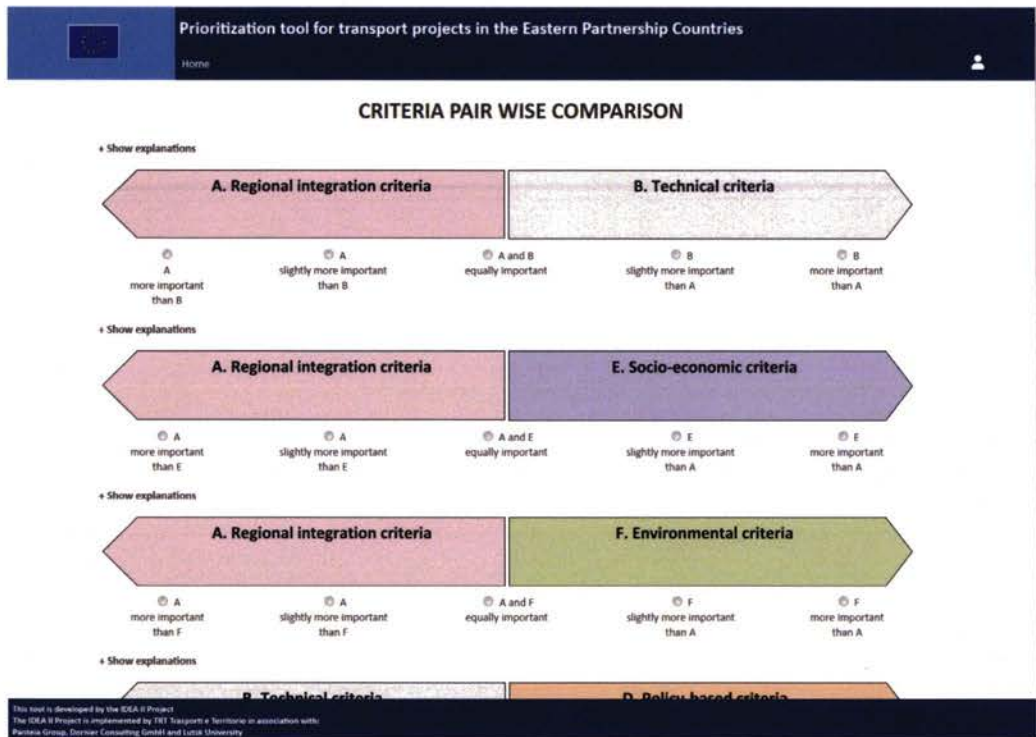 Prioritization tool for transport projects in the Eastern Partnership Countries
Home
CRITERIA PAIR WISE COMPARISON
+ Show explanations
A. Regional integration criteria
B. Technical criteria
A
more important
than B
A
slightly more important
than B
A and B
equally important
B
slightly more important
than A
B
more important
than A
+ Show explanations
A. Regional integration criteria
E. Socio-economic criteria
A
more important
than E
A
slightly more important
than E
A and E
equally important
E
slightly more important
than A
E
more important
than A
+ Show explanations
A. Regional integration criteria
F. Environmental criteria
A
more important
than F
A
slightly more important
than F
A and F
equally important
F
slightly more important
than A
F
more important
than A
+ Show explanations
B. Technical criteria
D. Policy based criteria
This tool is developed by the IDEA II Project
The IDEA II Project is implemented by TRT Trasporti e Territorio in association with:
Panteia Group, Dornier Consulting GmbH and Lutsk University